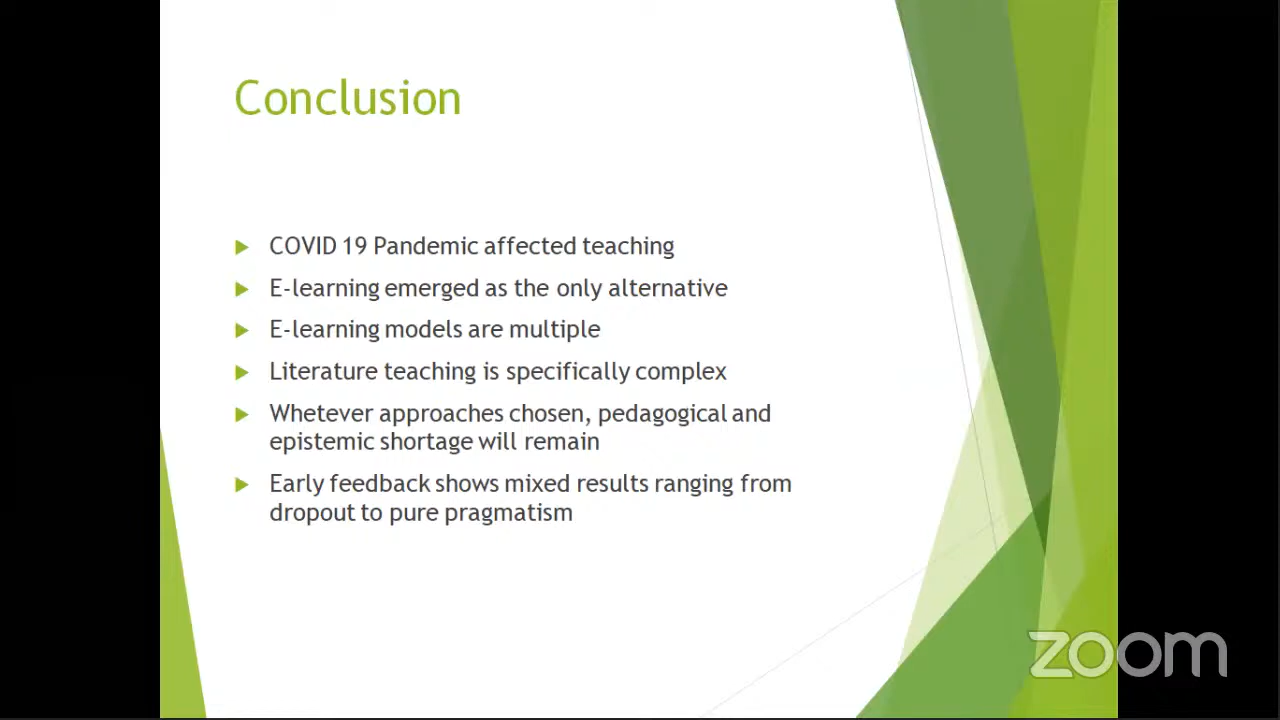 Conclusion
COVID 19 Pandemic affected teaching
E-learning emerged as the only alternative
E-learning models are multiple
Literature teaching is specifically complex
Whetever approaches chosen, pedagogical and
epistemic shortage will remain
Early feedback shows mixed results ranging from
dropout to pure pragmatism
zoom